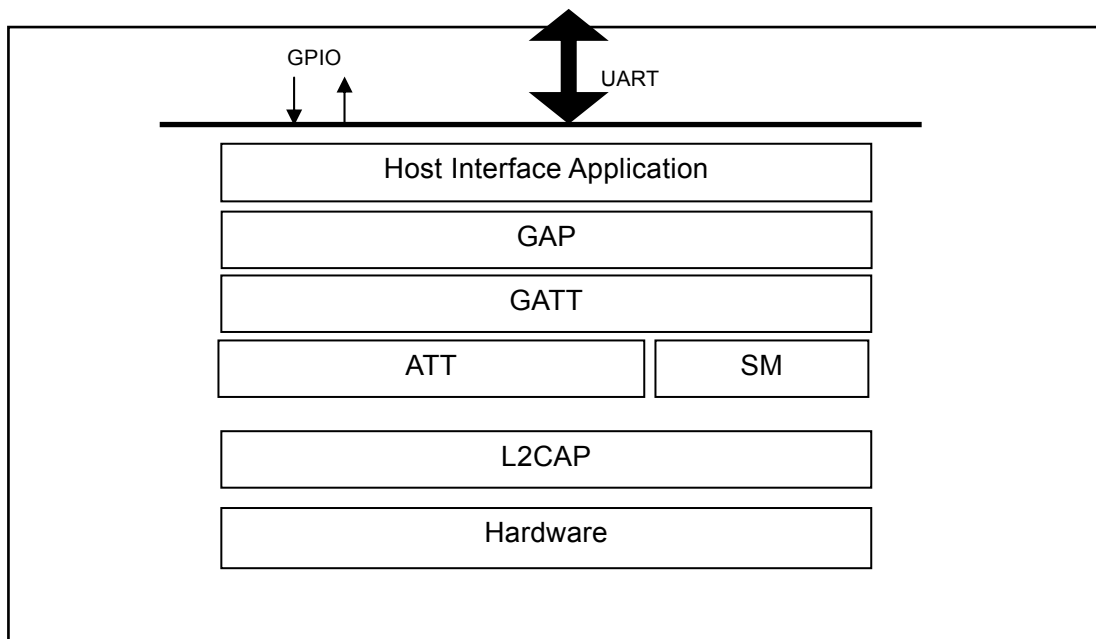 GPIO
UART
Host Interface Application
GAP
GATT
ATT
SM
L2CAP
Hardware